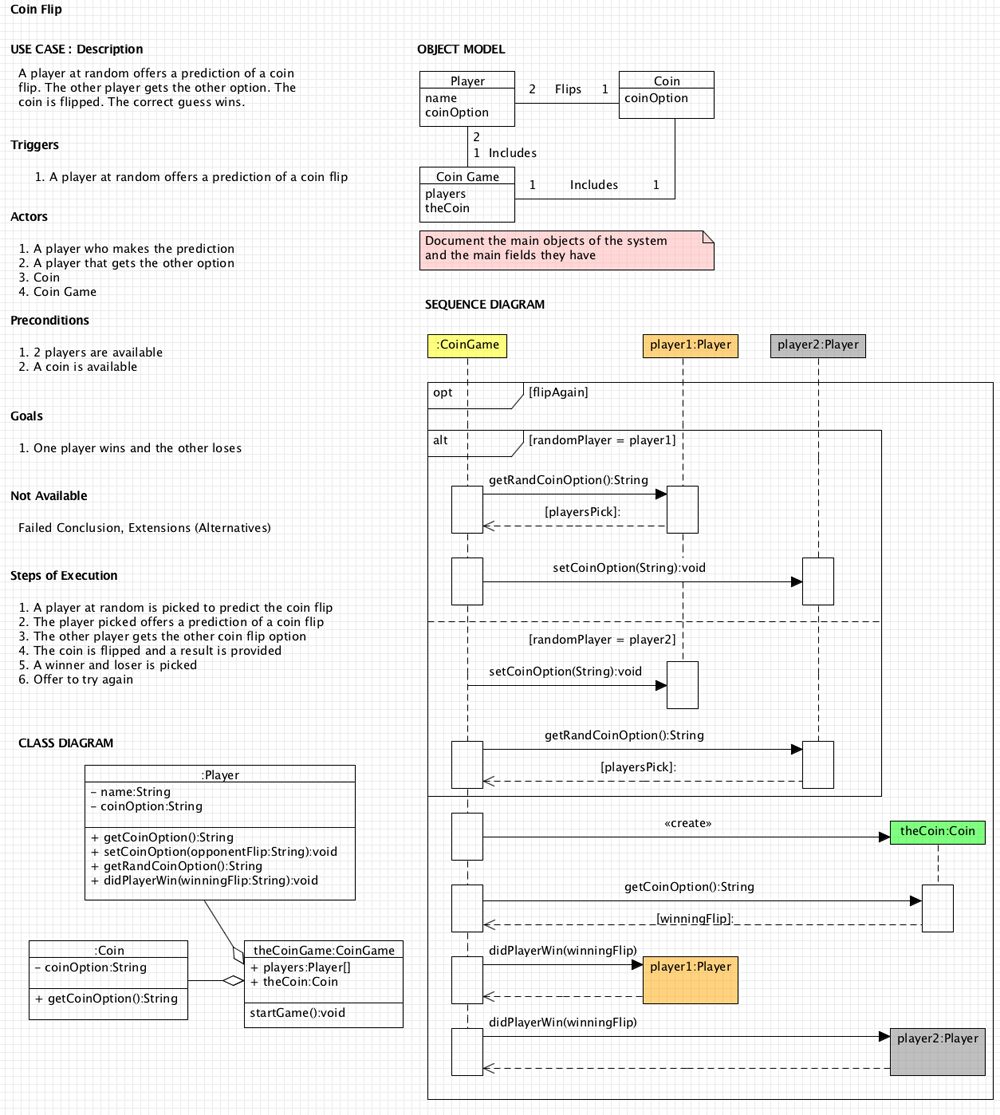 Coin Flip
USE CASE : Description
A player at random offers a prediction of a coin
flip. The other player gets the other option. The
coin is flipped. The correct guess wins.
Triggers
1. A player at random offers a prediction of a coin flip
Actors
1. A player who makes the prediction
2. A player that gets the other option
3. Coin
4. Coin Game
Preconditions
1. 2 players are available
2. A coin is available
Goals
1. One player wins and the other loses
Not Available
Failed Conclusion, Extensions (Alternatives)
Steps of Execution
1. A player at random is picked to predict the coin flip
2. The player picked offers a prediction of a coin flip
3. The other player gets the other coin flip option
4. The coin is flipped and a result is provided
5. A winner and loser is picked
6. Offer to try again
CLASS DIAGRAM
:Player
- name:String
- coinOption:String
+ getCoinOption():String
+ setCoinOption(opponentFlip:String):void
+ getRandCoinOption():String
+ didPlayerWin(winningFlip:String):void
:Coin
- coinOption:String
+ getCoinOption():String
theCoinGame:CoinGame
+ players:Player[]
+ theCoin:Coin
startGame():void
OBJECT MODEL
Player
name
coinOption
2 Flips 1
Coin
coinOption
2
1 Includes
Coin Game
players
theCoin
1 Includes 1
Document the main objects of the system
and the main fields they have
SEQUENCE DIAGRAM
:CoinGame
player1:Player
player2:Player
opt
[flipAgain]
alt
[randomPlayer = player1]
getRandCoinOption():String
[playersPick]:
setCoinOption(String):void
[randomPlayer = player2]
setCoinOption(String):void
getRandCoinOption():String
[playersPick]:
«create»
theCoin:Coin
getCoinOption():String
[winningFlip]:
didPlayerWin(winningFlip)
player1:Player
didPlayerWin(winningFlip)
player2:Player